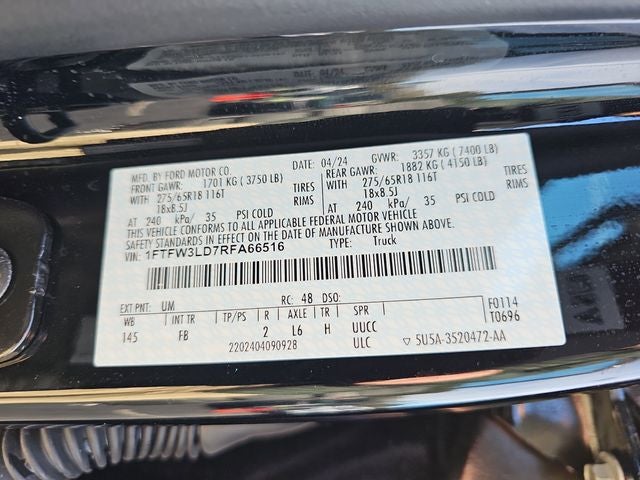 MFD. BY FORD MOTOR CO.
DATE: 04/24 GVWR: 3357 KG (7400 LB)
FRONT GAWR: 1701 KG (3750 LB) REAR GAWR: 1882 KG (4150 LB)
WITH 275/65R18 116T TIRES WITH 275/65R18 116T TIRES
18x8.5J RIMS 18x8.5J RIMS
AT 240 kPa/ 35 PSI COLD AT 240 kPa/ 35 PSI COLD
THIS VEHICLE CONFORMS TO ALL APPLICABLE FEDERAL MOTOR VEHICLE
SAFETY STANDARDS IN EFFECT ON THE DATE OF MANUFACTURE SHOWN ABOVE.
VIN: 1FTFW3LD7RFA66516
TYPE: Truck
EXT PNT: UM RC: 48 DSO: F0114
WB INT TR TP/PS R AXLE TR SPR T0696
145 FB 2 L6 H UUCC
2202404090928 ULC ▽ 5U5A-3520472-AA